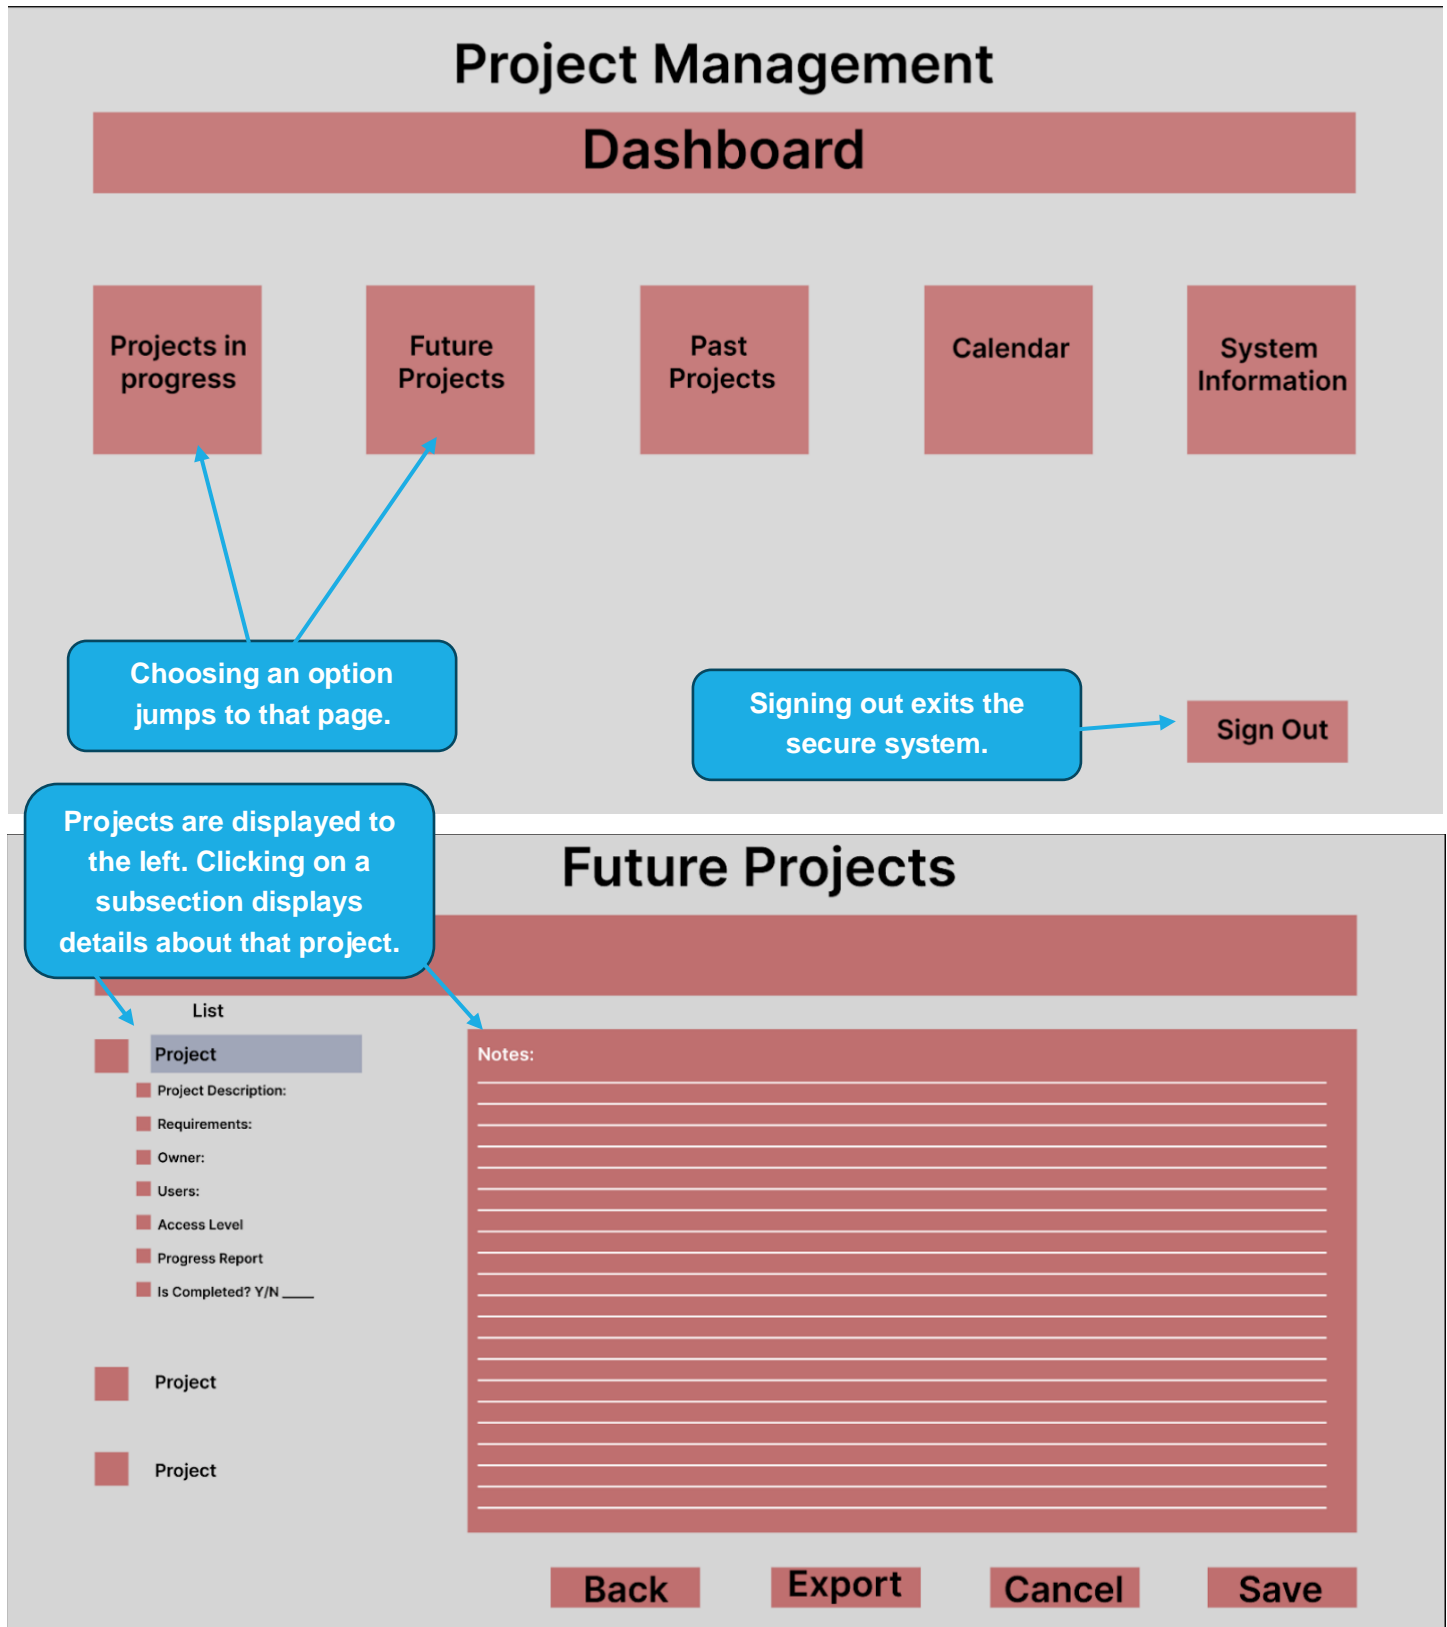 Project Management
Dashboard
Projects in
progress
Future
Projects
Past
Projects
Calendar
System
Information
Choosing an option
jumps to that page.
Signing out exits the
secure system.
Sign Out
Projects are displayed to
the left. Clicking on a
subsection displays
details about that project.
Future Projects
List
Project
Project Description:
Requirements:
Owner:
Users:
Access Level
Progress Report
Is Completed? Y/N ____
Project
Project
Notes:
Back
Export
Cancel
Save